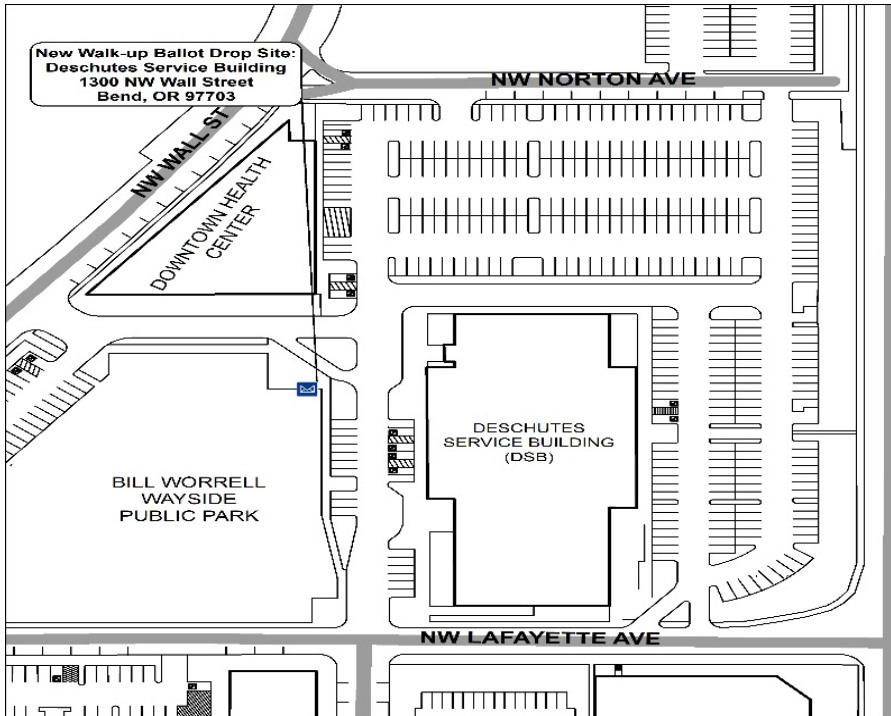 New Walk-up Ballot Drop Site:
Deschutes Service Building
1300 NW Wall Street
Bend, OR 97703
NW NORTON AVE
NW WALL ST
DOWNTOWN HEALTH
CENTER
DESCHUTES
SERVICE BUILDING
(DSB)
BILL WORRELL
WAYSIDE
PUBLIC PARK
NW LAFAYETTE AVE